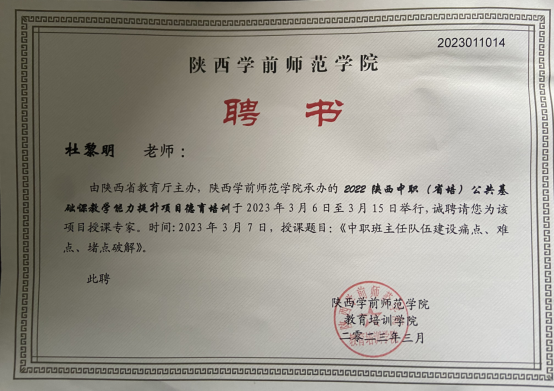 2023011014
陕西学前师范学院
聘 书
杜黎明 老师：
由陕西省教育厅主办，陕西学前师范学院承办的 2022 陕西中职（省培）公共基
础课教学能力提升项目德育培训于 2023 年 3 月 6 日至 3 月 15 日举行，诚聘请您为该
项目授课专家。时间：2023 年 3 月 7 日，授课题目：《中职班主任队伍建设痛点、难
点、堵点破解》。
此聘
陕西学前师范学院
教育培训学院
二〇二三年三月